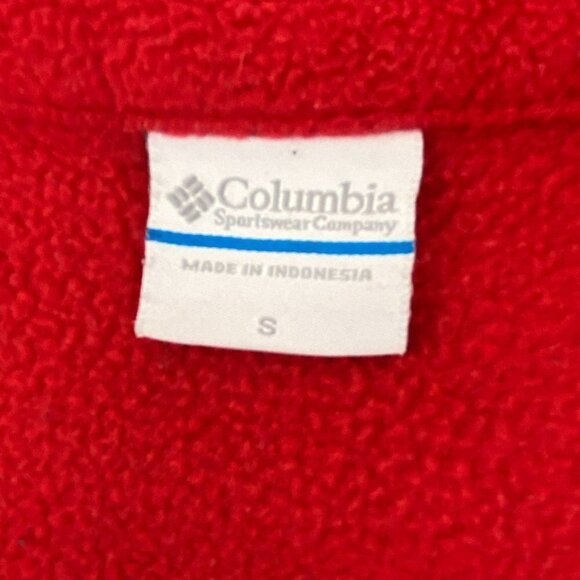 Columbia
Sportswear Company
MADE IN INDONESIA
S